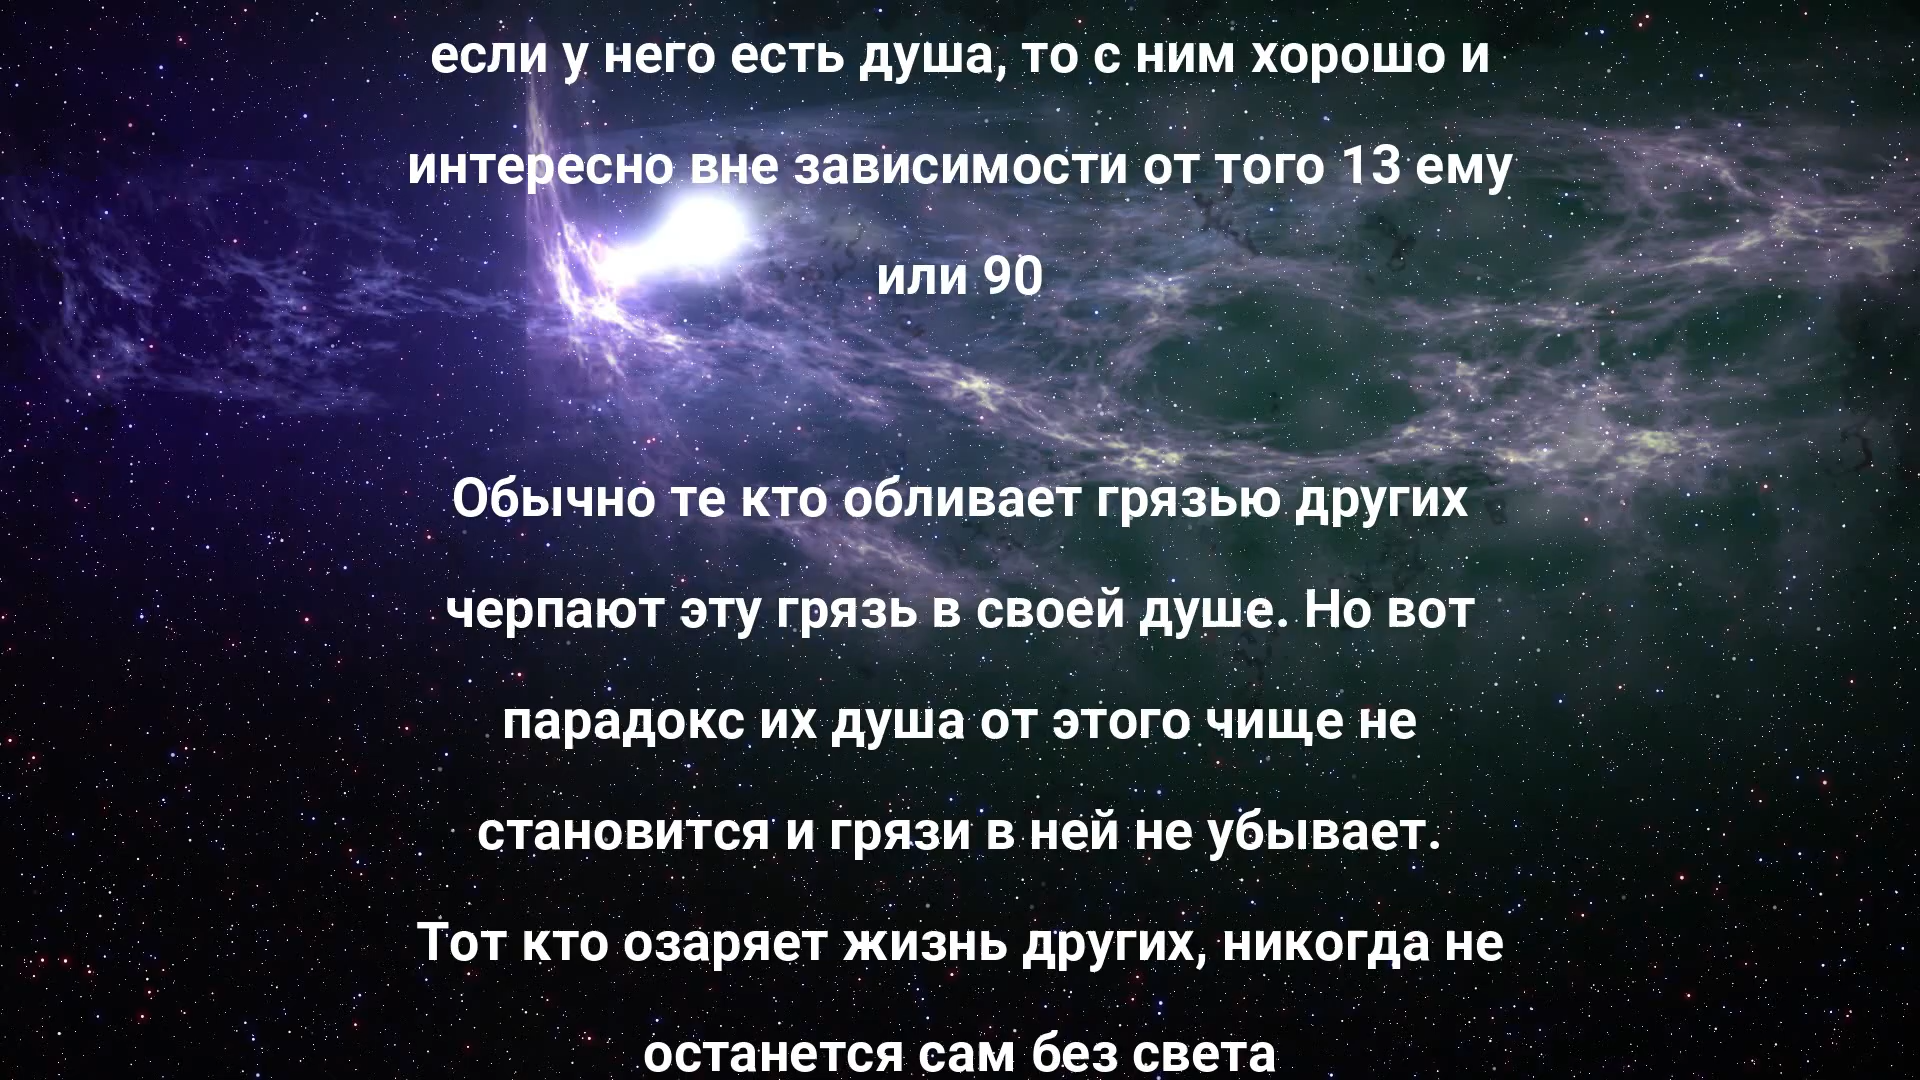 если у него есть душа, то с ним хорошо и
интересно вне зависимости от того 13 ему
или 90
Обычно те кто обливает грязью других
черпают эту грязь в своей душе. Но вот
парадокс их душа от этого чище не
становится и грязи в ней не убывает.
Тот кто озаряет жизнь других, никогда не
останется сам без света